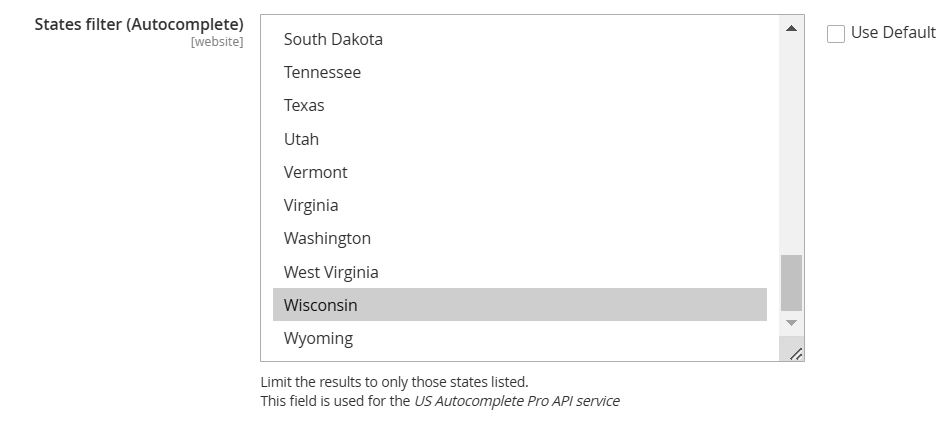 States filter (Autocomplete)
[website]
South Dakota
Tennessee
Texas
Utah
Vermont
Virginia
Washington
West Virginia
Wisconsin
Wyoming
Use Default
Limit the results to only those states listed.
This field is used for the US Autocomplete Pro API service